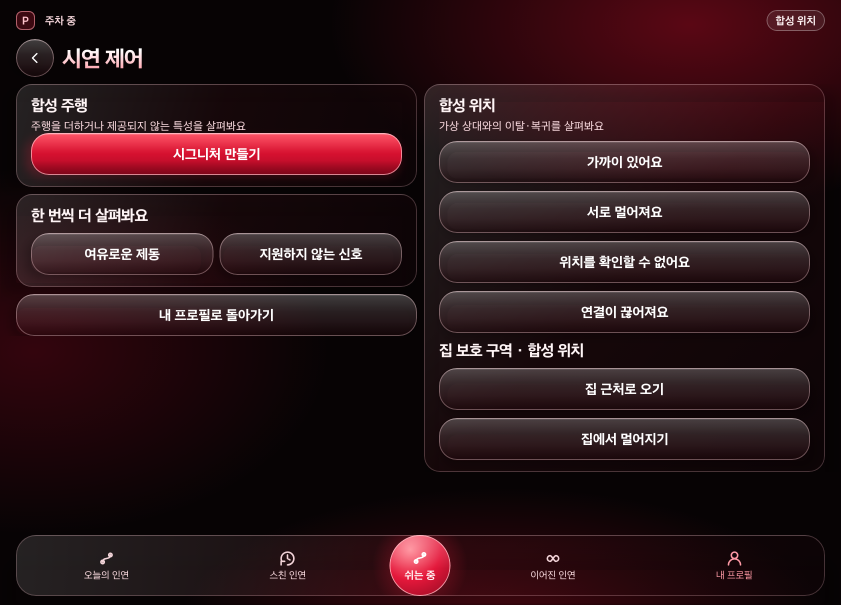 P 주차 중
합성 위치
시연 제어
합성 주행
주행을 더하거나 제공되지 않는 특성을 살펴봐요
시그니처 만들기
한 번씩 더 살펴봐요
여유로운 제동
지원하지 않는 신호
내 프로필로 돌아가기
합성 위치
가상 상대와의 이탈·복귀를 살펴봐요
가까이 있어요
서로 멀어져요
위치를 확인할 수 없어요
연결이 끊어져요
집 보호 구역 · 합성 위치
집 근처로 오기
집에서 멀어지기
오늘의 인연
스친 인연
쉬는 중
이어진 인연
내 프로필